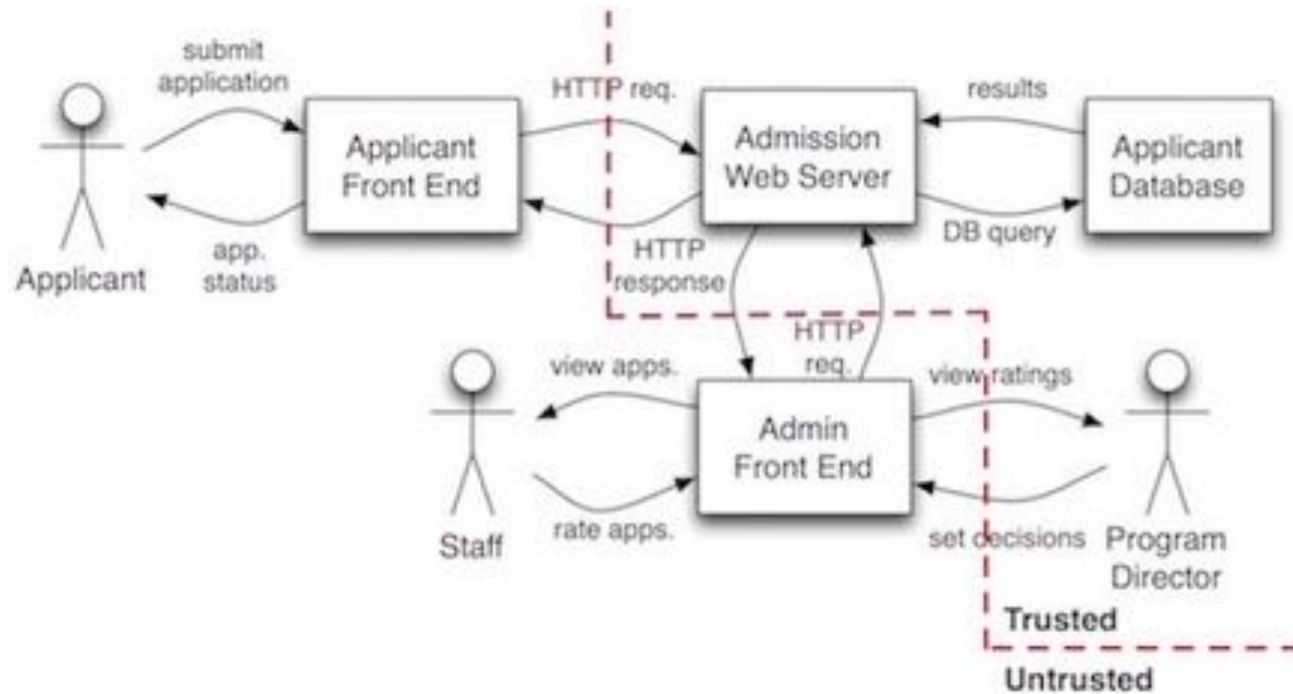 submit
application
HTTP req.
results
Applicant
Front End
Admission
Web Server
Applicant
Database
app.
status
HTTP
response
DB query
Applicant
HTTP
req.
view apps.
view ratings
Admin
Front End
rate apps.
set decisions
Staff
Program
Director
Trusted
Untrusted